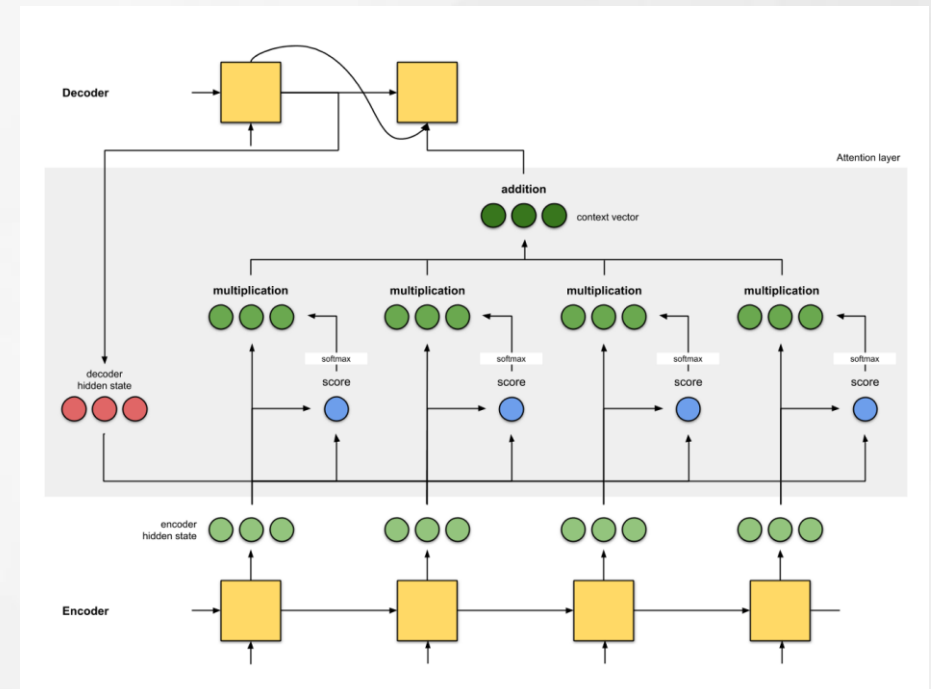 Decoder
Attention layer
addition
context vector
multiplication
multiplication
multiplication
multiplication
softmax
softmax
softmax
softmax
decoder
hidden state
score
score
score
score
encoder
hidden state
Encoder